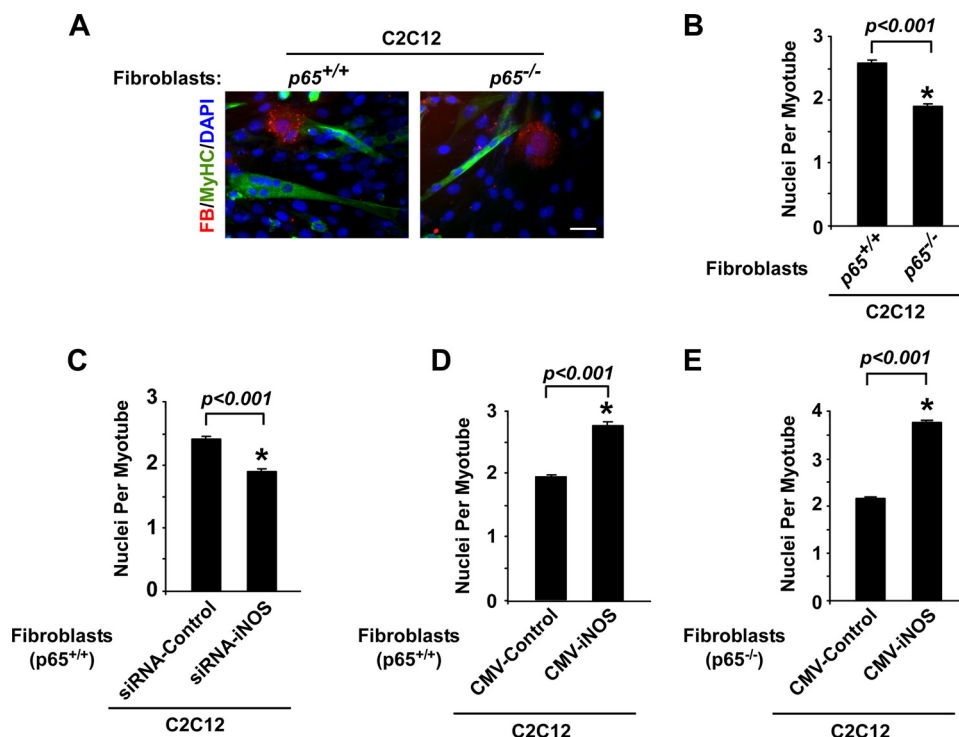 A
C2C12
Fibroblasts: p65+/+ p65-/-
FB/MyHC/DAPI
B
p<0.001
*
Nuclei Per Myotube
3
2
1
0
Fibroblasts
p65+/+
p65-/-
C2C12
C
p<0.001
*
Nuclei Per Myotube
3
2
1
0
Fibroblasts
(p65+/+)
siRNA-Control
siRNA-iNOS
C2C12
D
p<0.001
*
Nuclei Per Myotube
3
2
1
0
Fibroblasts
(p65+/+)
CMV-Control
CMV-iNOS
C2C12
E
p<0.001
*
Nuclei Per Myotube
4
3
2
1
0
Fibroblasts
(p65-/-)
CMV-Control
CMV-iNOS
C2C12